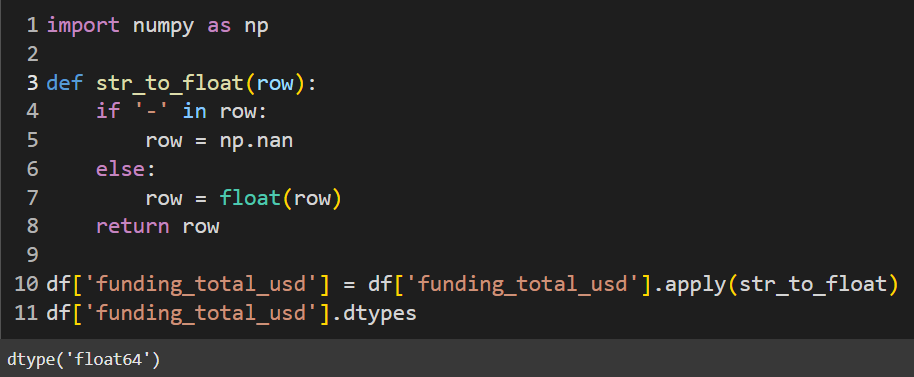 1 import numpy as np
2
3 def str_to_float(row):
4     if '-' in row:
5         row = np.nan
6     else:
7         row = float(row)
8     return row
9
10 df['funding_total_usd'] = df['funding_total_usd'].apply(str_to_float)
11 df['funding_total_usd'].dtypes
dtype('float64')